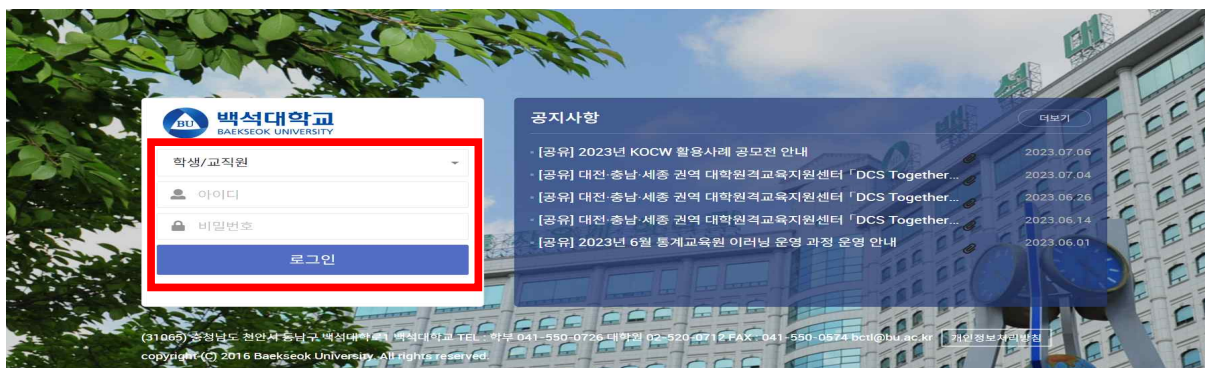 백석대학교
BU 백석대학교
BAEKSEOK UNIVERSITY
학생/교직원
아이디
비밀번호
로그인
공지사항
더보기
[공유] 2023년 KOCW 활용사례 공모전 안내 2023.07.06
[공유] 대전·충남·세종 권역 대학원격교육지원센터「DCS Together... 2023.07.04
[공유] 대전·충남·세종 권역 대학원격교육지원센터「DCS Together... 2023.06.26
[공유] 대전·충남·세종 권역 대학원격교육지원센터「DCS Together... 2023.06.14
[공유] 2023년 6월 통계교육원 이러닝 운영 과정 운영 안내 2023.06.01
(31065) 충청남도 천안시 동남구 백석대학로1 백석대학교 TEL : 학부 041-550-0726 대학원 02-520-0712 FAX : 041-550-0574 bctl@bu.ac.kr 개인정보처리방침
copyright (C) 2016 Baekseok University. All rights reserved.